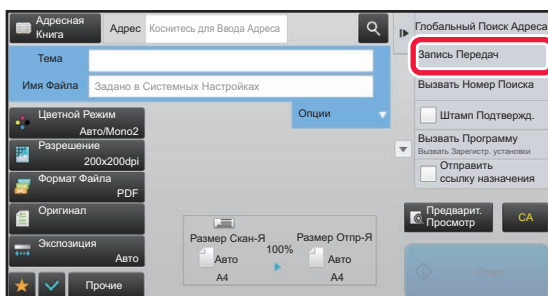 Адресная
Книга
Адрес
Коснитесь для Ввода Адреса
Тема
Имя Файла
Задано в Системных Настройках
Опции
Цветной Режим
Авто/Mono2
Разрешение
200x200dpi
Формат Файла
PDF
Оригинал
Экспозиция
Авто
Прочие
Размер Скан-Я
Авто
A4
100%
Размер Отпр-Я
Авто
A4
Глобальный Поиск Адреса
Запись Передач
Вызвать Номер Поиска
Штамп Подтвержд.
Вызвать Программу
Вызвать Зарегистр. установки
Отправить
ссылку назначения
Предварит.
Просмотр
CA
Старт